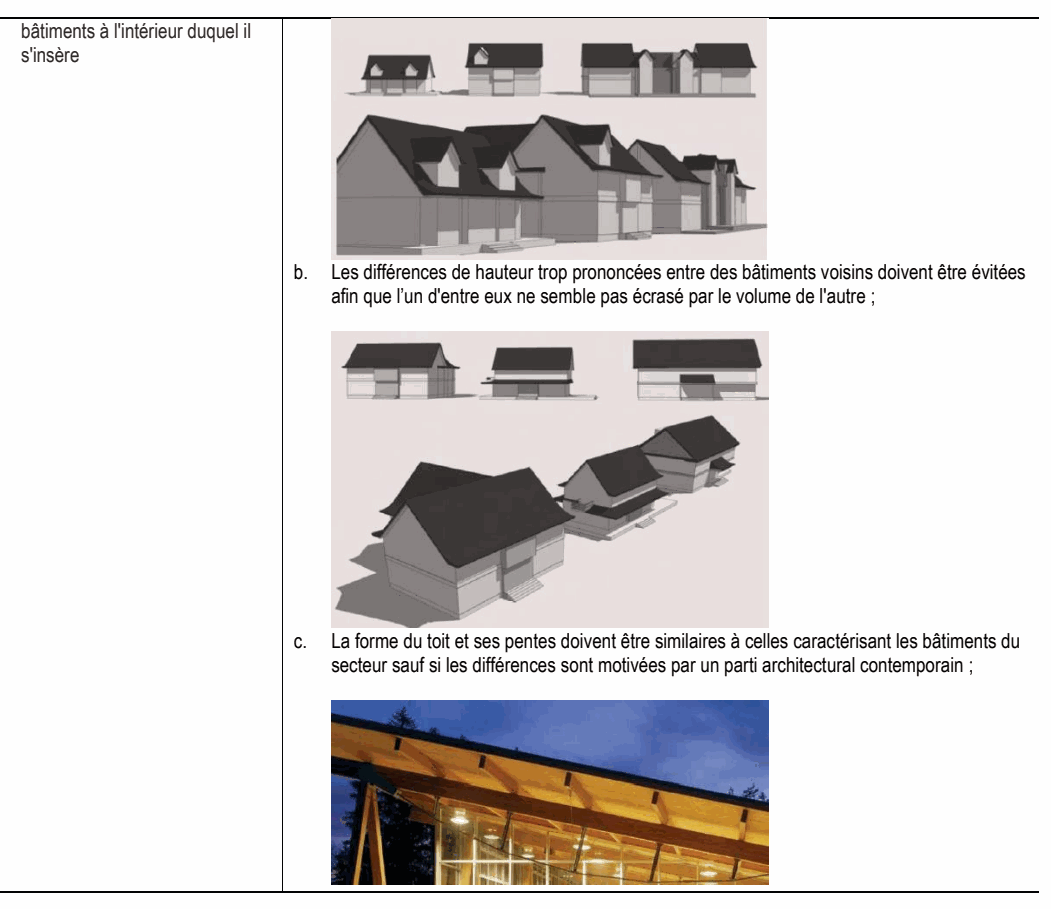 bâtiments à l'intérieur duquel il
s'insère
b. Les différences de hauteur trop prononcées entre des bâtiments voisins doivent être évitées
afin que l’un d'entre eux ne semble pas écrasé par le volume de l'autre ;
c. La forme du toit et ses pentes doivent être similaires à celles caractérisant les bâtiments du
secteur sauf si les différences sont motivées par un parti architectural contemporain ;